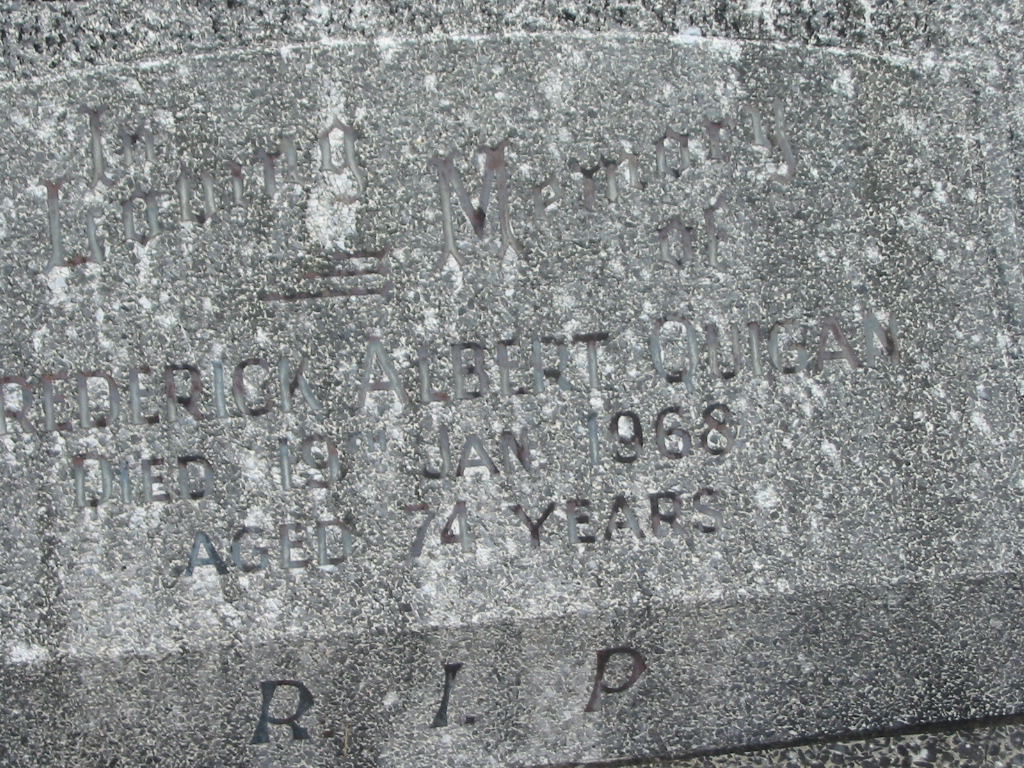 In
Loving Memory
of
REDERICK ALBERT QUIGAN
DIED 19TH JAN 1968
AGED 74 YEARS
R. I. P